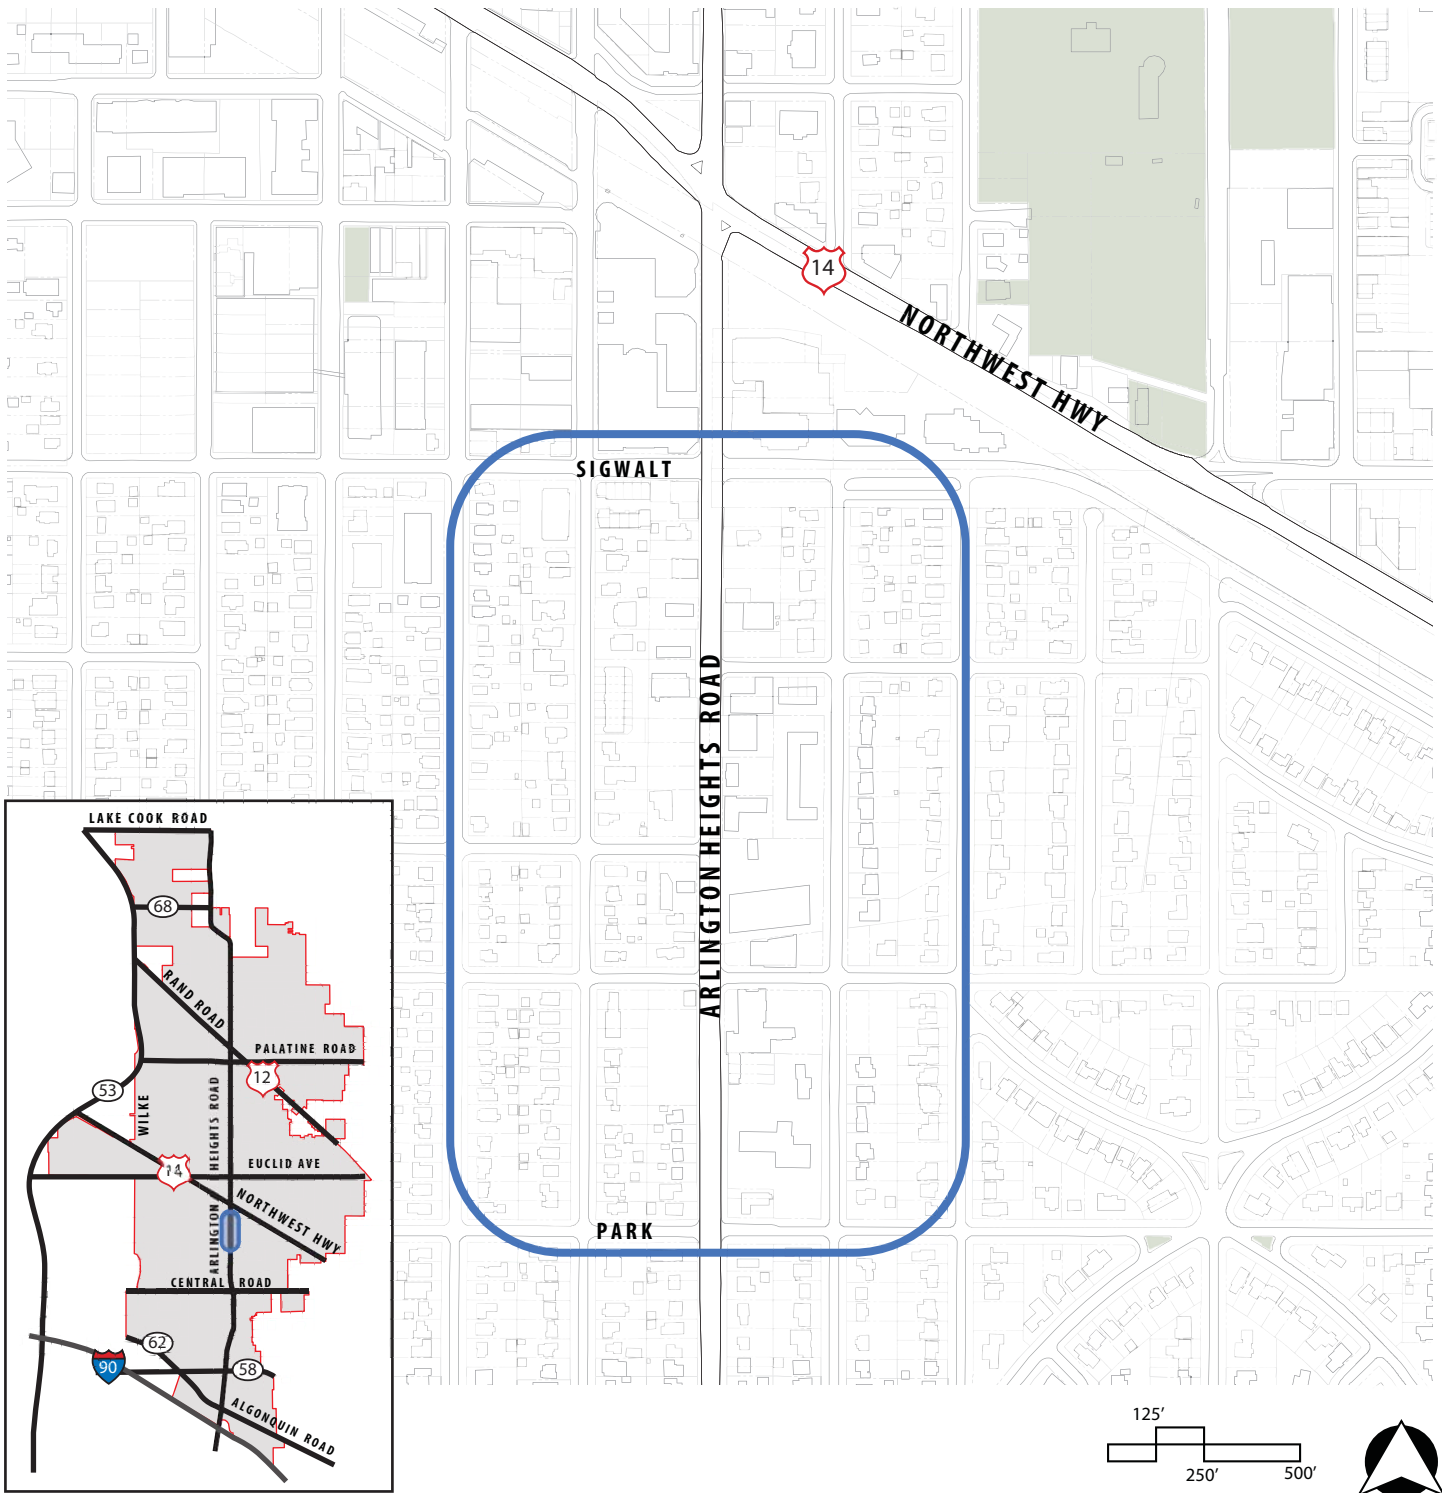 14
NORTHWEST HWY
SIGWALT
ARLINGTON HEIGHTS ROAD
PARK
LAKE COOK ROAD
68
RAND ROAD
PALATINE ROAD
12
53
WILKE
ARLINGTON HEIGHTS ROAD
14
EUCLID AVE
NORTHWEST HWY
CENTRAL ROAD
62
90
58
ALGONQUIN ROAD
125'
250'
500'